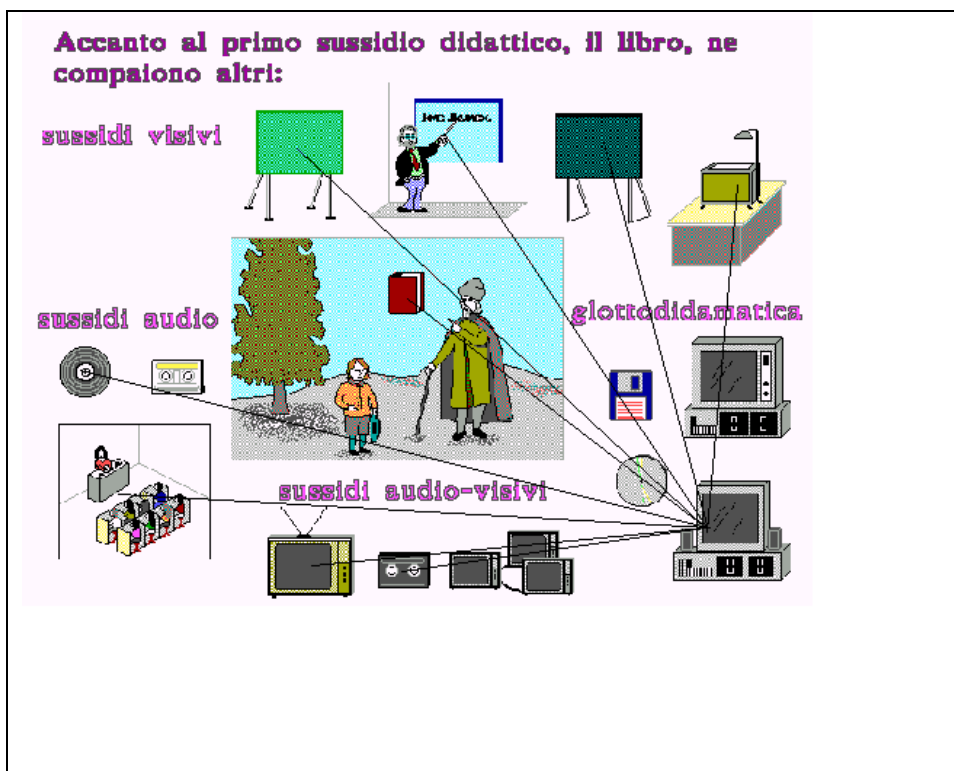 Accanto al primo sussidio didattico, il libro, ne
compaiono altri:
sussidi visivi
sussidi audio
glottodidamatica
sussidi audio-visivi